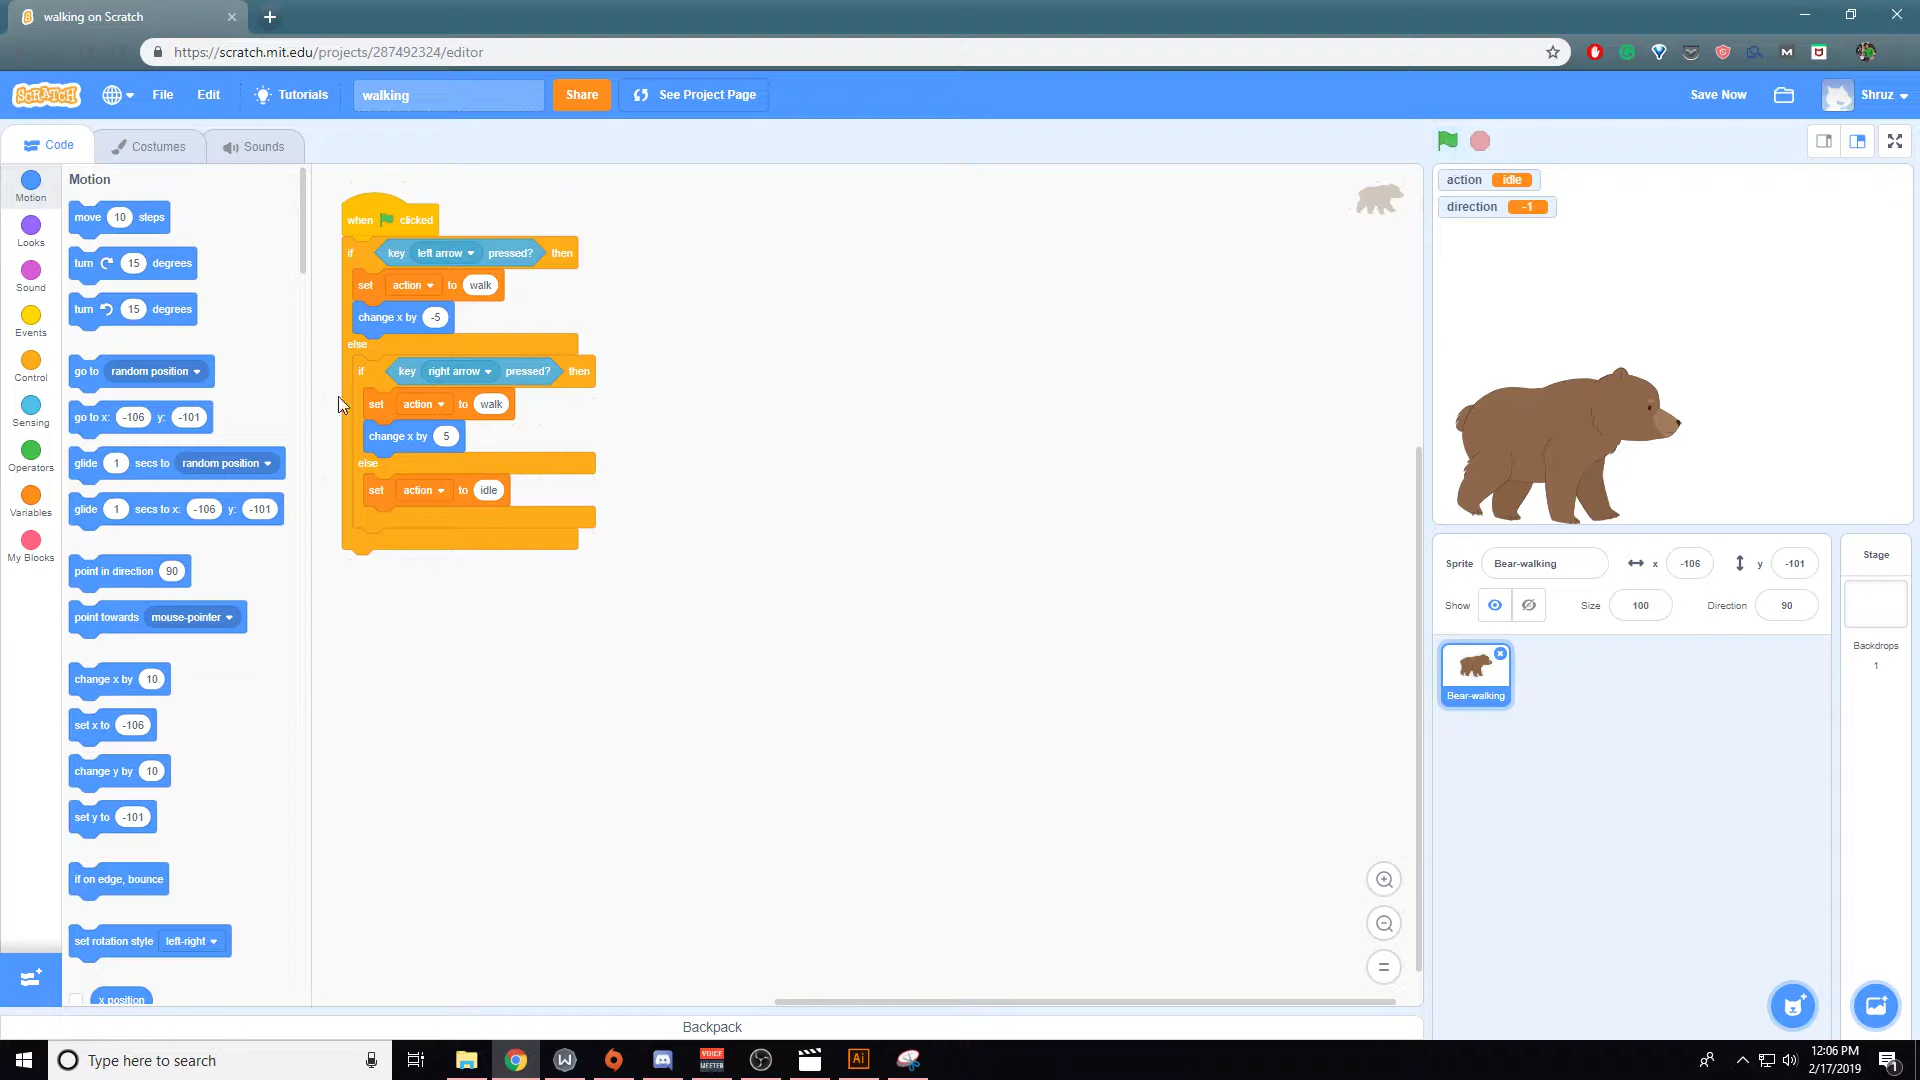 walking on Scratch
https://scratch.mit.edu/projects/287492324/editor
SCRATCH File Edit Tutorials walking Share See Project Page Save Now Shruz
Code Costumes Sounds
Motion
Looks
Sound
Events
Control
Sensing
Operators
Variables
My Blocks
Motion
move 10 steps
turn 15 degrees
turn 15 degrees
go to random position
go to x: -106 y: -101
glide 1 secs to random position
glide 1 secs to x: -106 y: -101
point in direction 90
point towards mouse-pointer
change x by 10
set x to -106
change y by 10
set y to -101
if on edge, bounce
set rotation style left-right
x position
when clicked
if key left arrow pressed? then
set action to walk
change x by -5
else
if key right arrow pressed? then
set action to walk
change x by 5
else
set action to idle
action idle
direction -1
Sprite Bear-walking x -106 y -101
Show Size 100 Direction 90
Bear-walking
Stage
Backdrops
1
Backpack
Type here to search
VOICE
MEETER
Ai
12:06 PM
2/17/2019
1